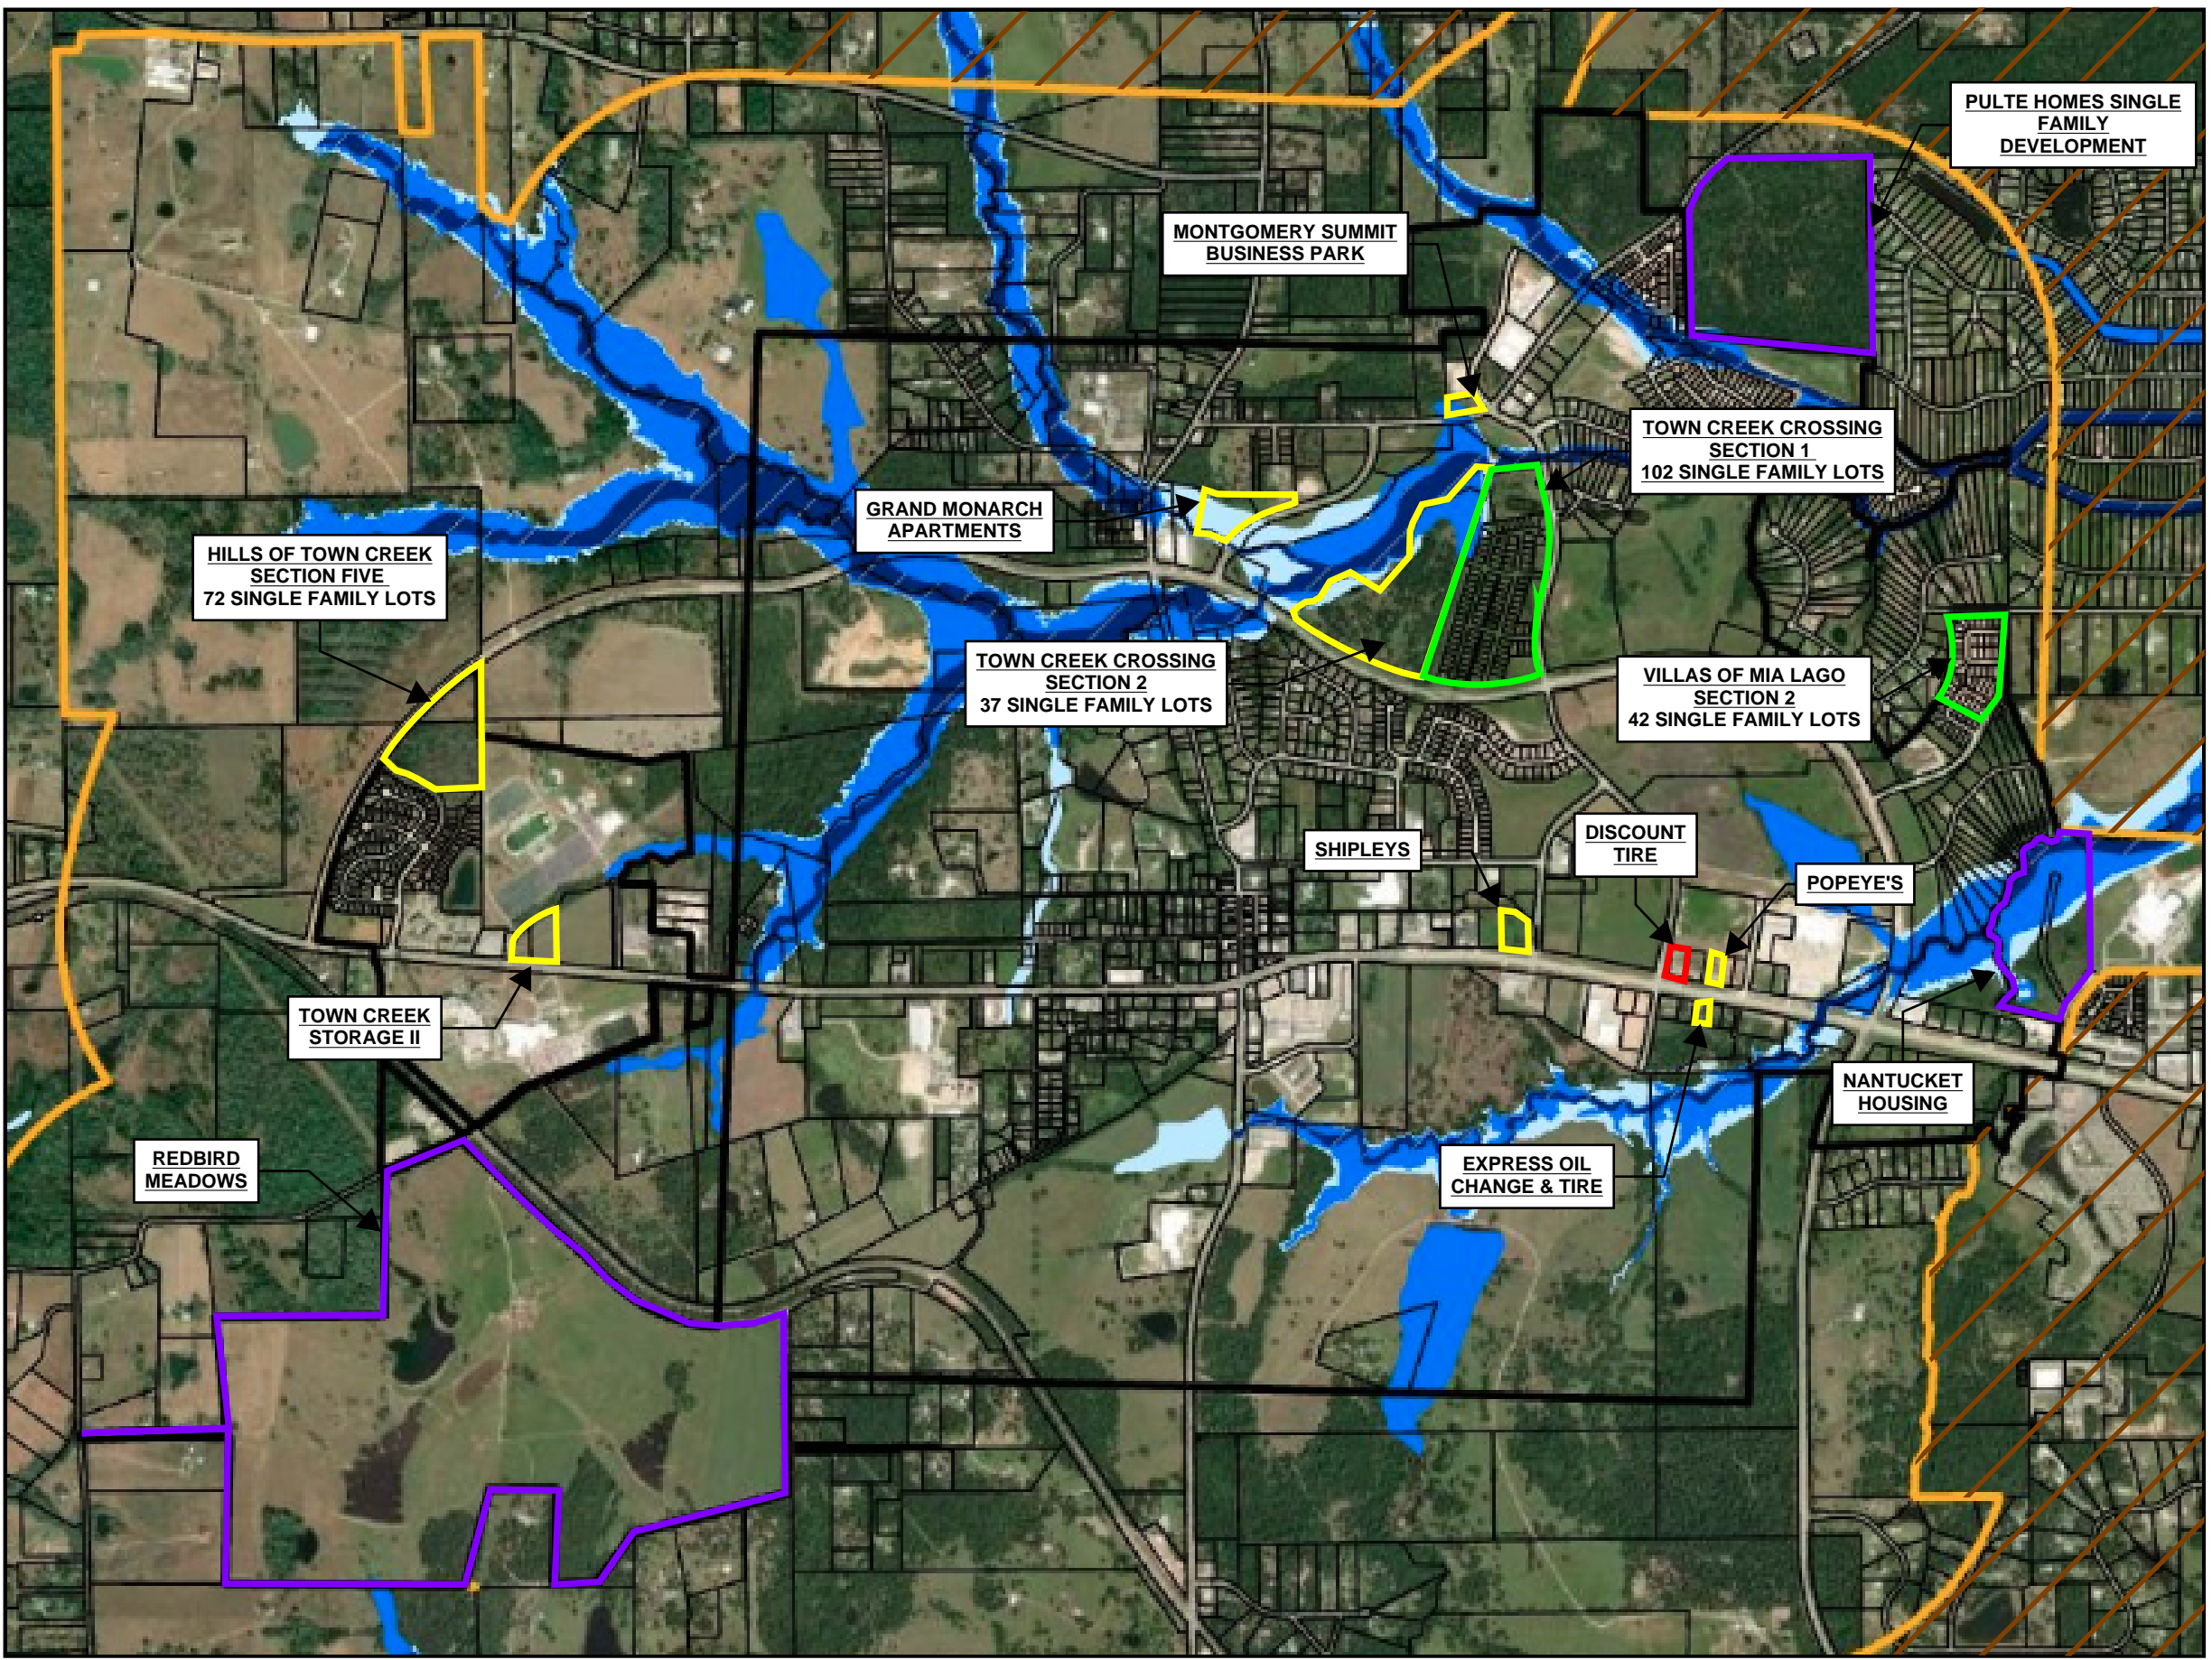 PULTE HOMES SINGLE
FAMILY
DEVELOPMENT
MONTGOMERY SUMMIT
BUSINESS PARK
TOWN CREEK CROSSING
SECTION 1
102 SINGLE FAMILY LOTS
GRAND MONARCH
APARTMENTS
HILLS OF TOWN CREEK
SECTION FIVE
72 SINGLE FAMILY LOTS
TOWN CREEK CROSSING
SECTION 2
37 SINGLE FAMILY LOTS
VILLAS OF MIA LAGO
SECTION 2
42 SINGLE FAMILY LOTS
SHIPLEYS
DISCOUNT
TIRE
POPEYE'S
TOWN CREEK
STORAGE II
NANTUCKET
HOUSING
REDBIRD
MEADOWS
EXPRESS OIL
CHANGE & TIRE